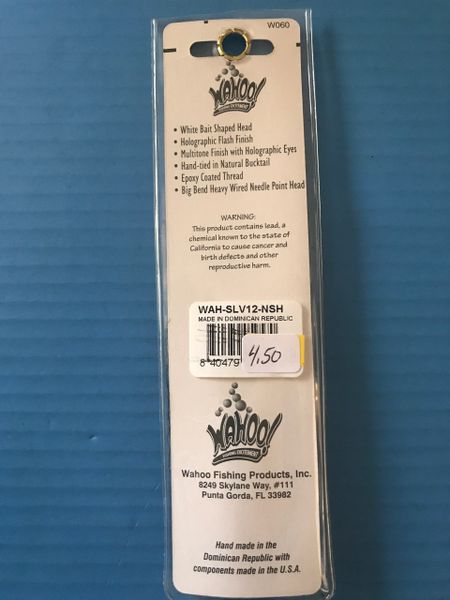 W060
WAHOO!
FISHING EXCITEMENT
• White Bait Shaped Head
• Holographic Flash Finish
• Multitone Finish with Holographic Eyes
• Hand-tied in Natural Bucktail
• Epoxy Coated Thread
• Big Bend Heavy Wired Needle Point Head
WARNING:
This product contains lead, a
chemical known to the state of
California to cause cancer and
birth defects and other
reproductive harm.
WAH-SLV12-NSH
MADE IN DOMINICAN REPUBLIC
8 40479
4.50
WAHOO!
FISHING EXCITEMENT
Wahoo Fishing Products, Inc.
8249 Skylane Way, #111
Punta Gorda, FL 33982
Hand made in the
Dominican Republic with
components made in the U.S.A.